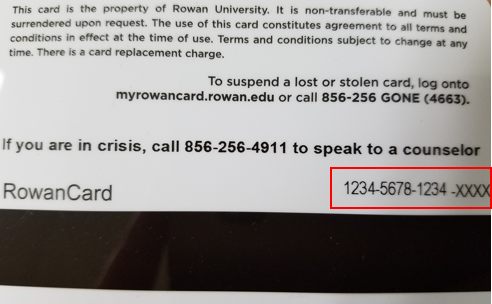 This card is the property of Rowan University. It is non-transferable and must be
surrendered upon request. The use of this card constitutes agreement to all terms and
conditions in effect at the time of use. Terms and conditions subject to change at any
time. There is a card replacement charge.
To suspend a lost or stolen card, log onto
myrowancard.rowan.edu or call 856-256 GONE (4663).
If you are in crisis, call 856-256-4911 to speak to a counselor
RowanCard 1234-5678-1234 -XXXX